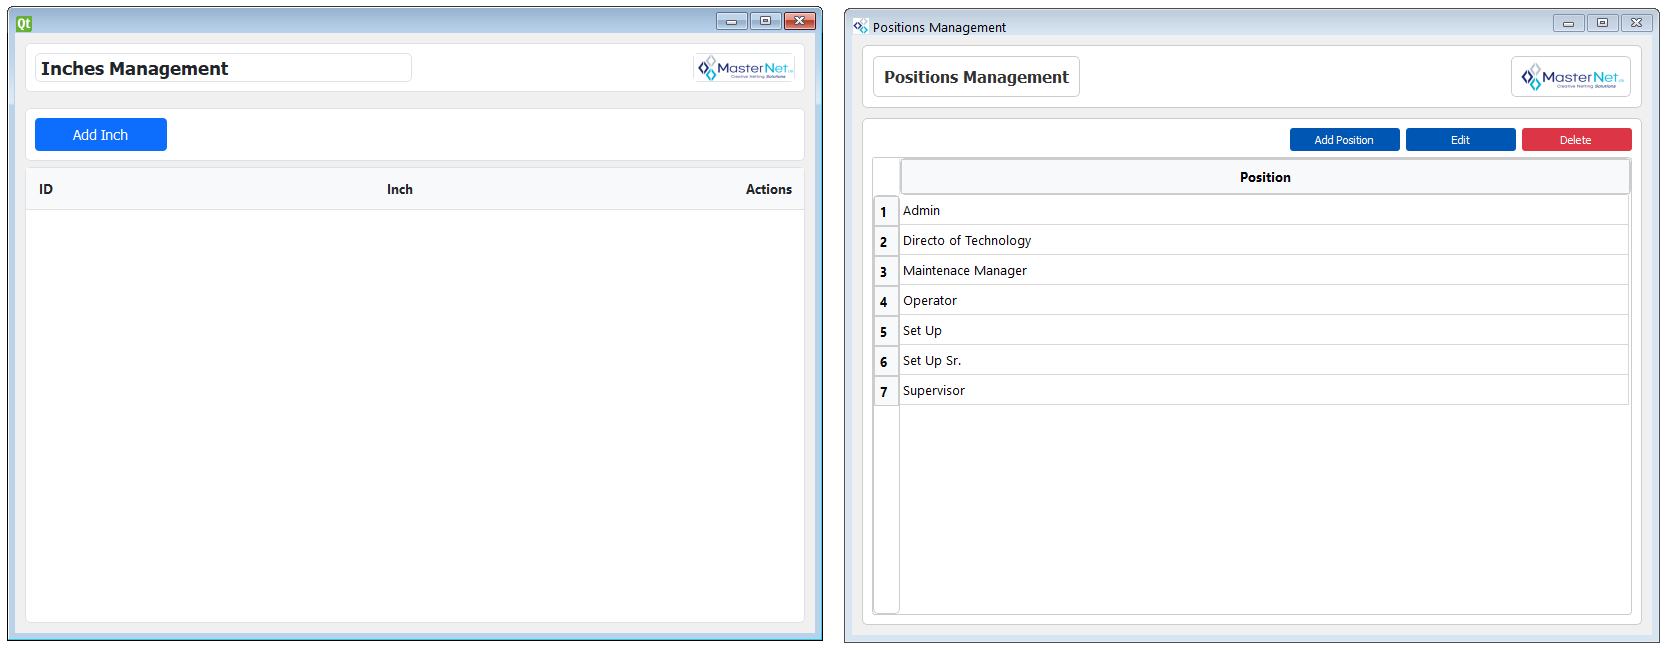 Qt
Inches Management
MasterNet
Creative Netting Solutions
Add Inch
ID Inch Actions
Positions Management
Positions Management
MasterNet
Creative Netting Solutions
Add Position Edit Delete
Position
1 Admin
2 Directo of Technology
3 Maintenace Manager
4 Operator
5 Set Up
6 Set Up Sr.
7 Supervisor